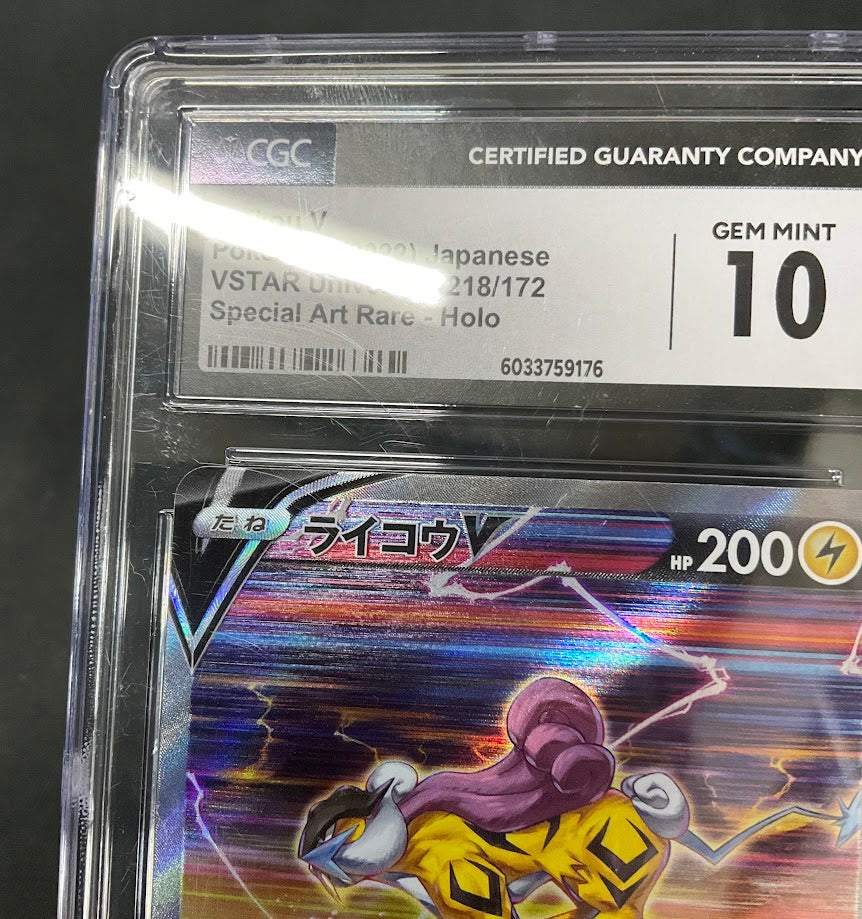 CGC
CERTIFIED GUARANTY COMPANY
V
Japanese
VSTAR 218/172
Special Art Rare - Holo
GEM MINT
10
6033759176
たね
ライコウV
HP 200